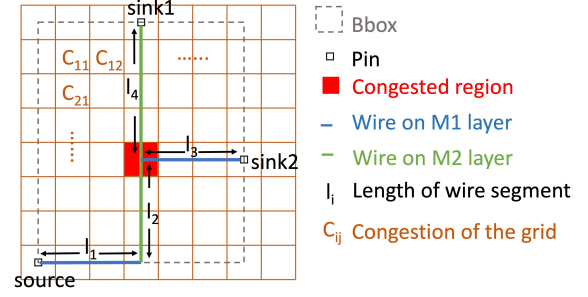 sink1
C11 C12 ......
C21
......
l4
l3
sink2
l2
l1
source
Bbox
Pin
Congested region
Wire on M1 layer
Wire on M2 layer
li Length of wire segment
Cij Congestion of the grid